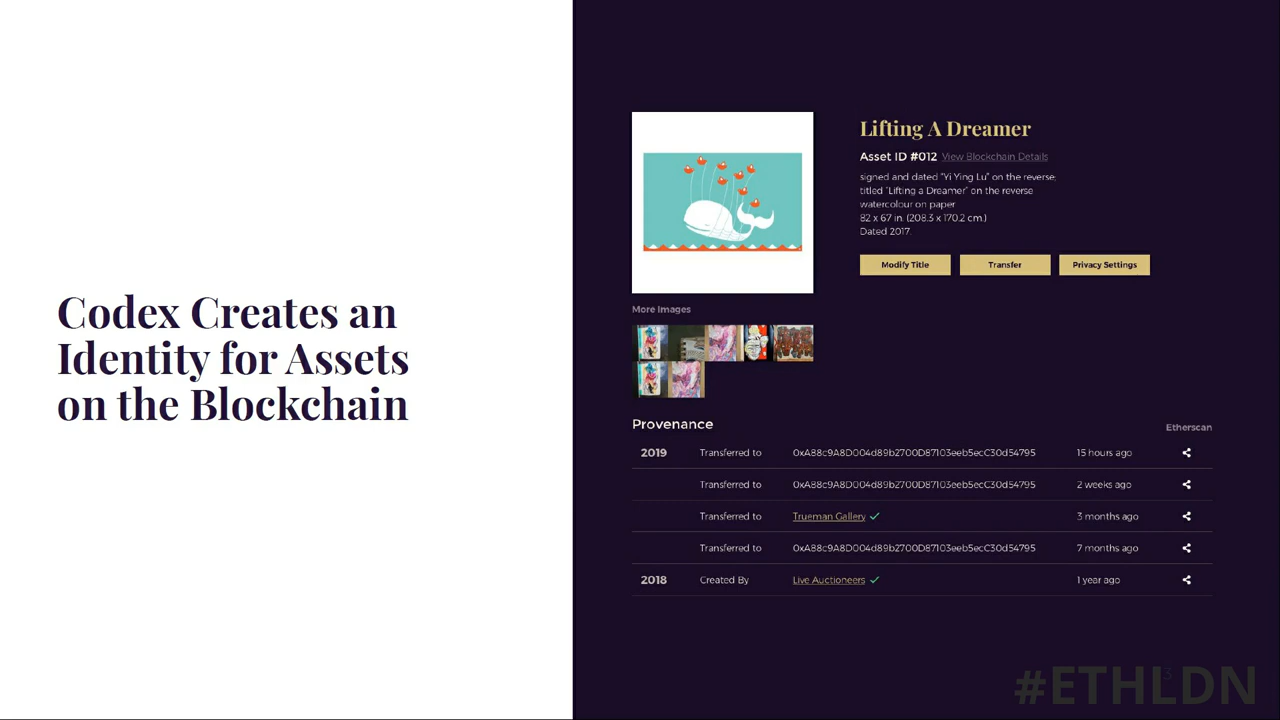 Codex Creates an
Identity for Assets
on the Blockchain
Lifting A Dreamer
Asset ID #012 View Blockchain Details
signed and dated "Yi Ying Lu" on the reverse;
titled "Lifting a Dreamer" on the reverse
watercolour on paper
82 x 67 in. (208.3 x 170.2 cm.)
Dated 2017.
Modify Title Transfer Privacy Settings
More Images
Provenance Etherscan
2019 Transferred to 0xA88c9A8D004d89b2700D87103eeb5ecC30d54795 15 hours ago
Transferred to 0xA88c9A8D004d89b2700D87103eeb5ecC30d54795 2 weeks ago
Transferred to Trueman Gallery 3 months ago
Transferred to 0xA88c9A8D004d89b2700D87103eeb5ecC30d54795 7 months ago
2018 Created By Live Auctioneers 1 year ago
3
#ETHLDN